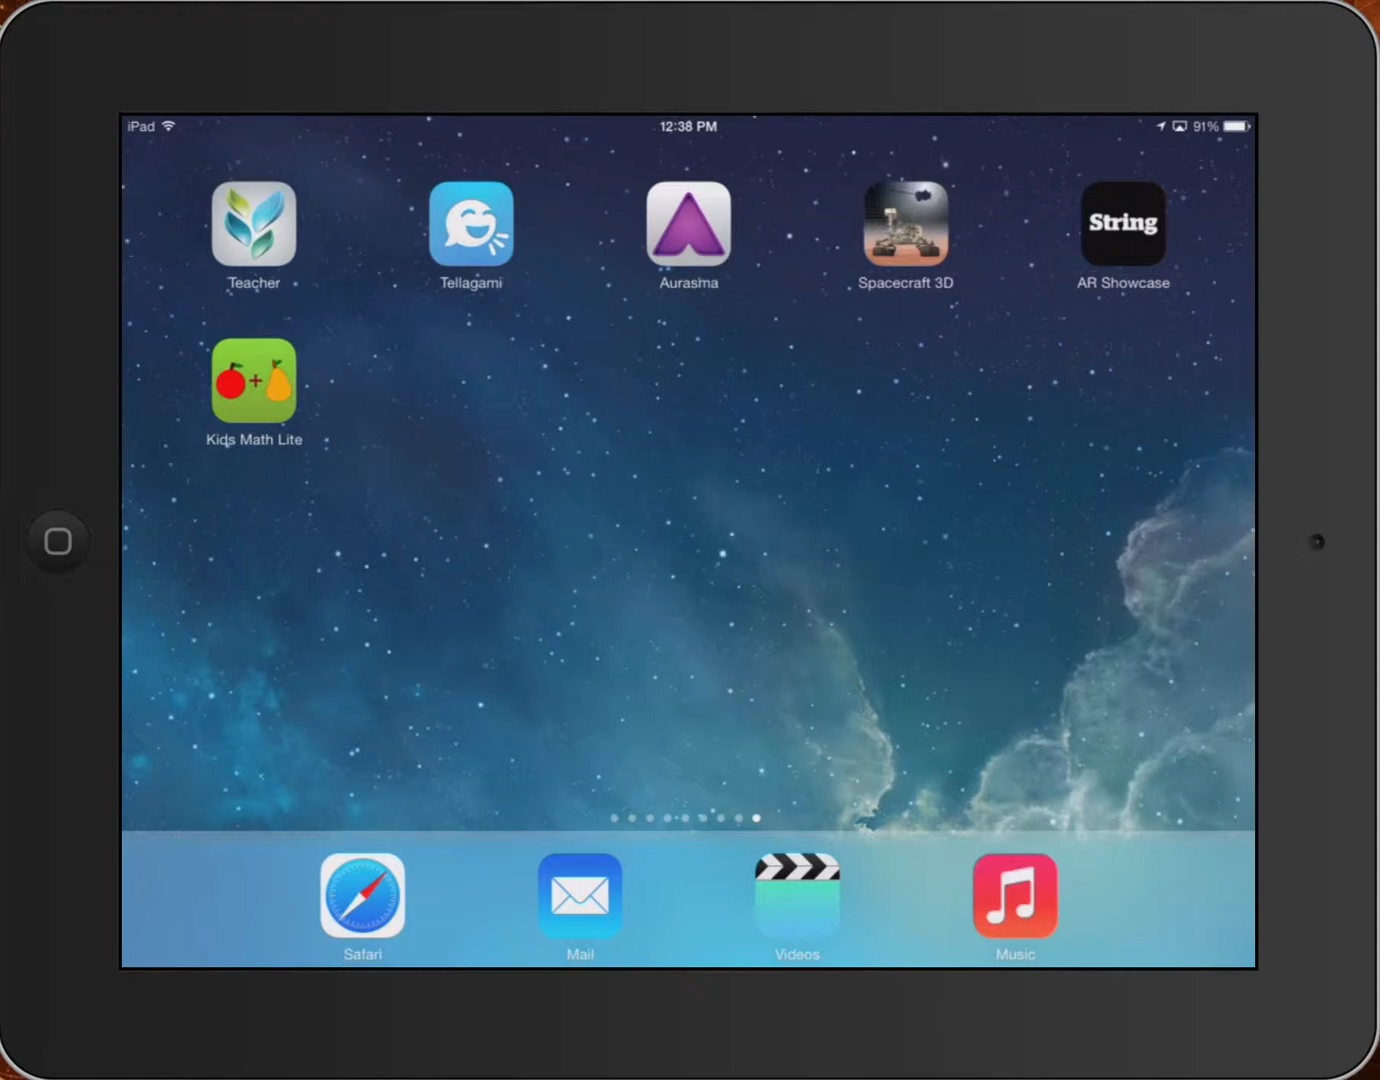 iPad 12:38 PM 91%
Teacher Tellagami Aurasma Spacecraft 3D String AR Showcase
Kids Math Lite
Safari Mail Videos Music